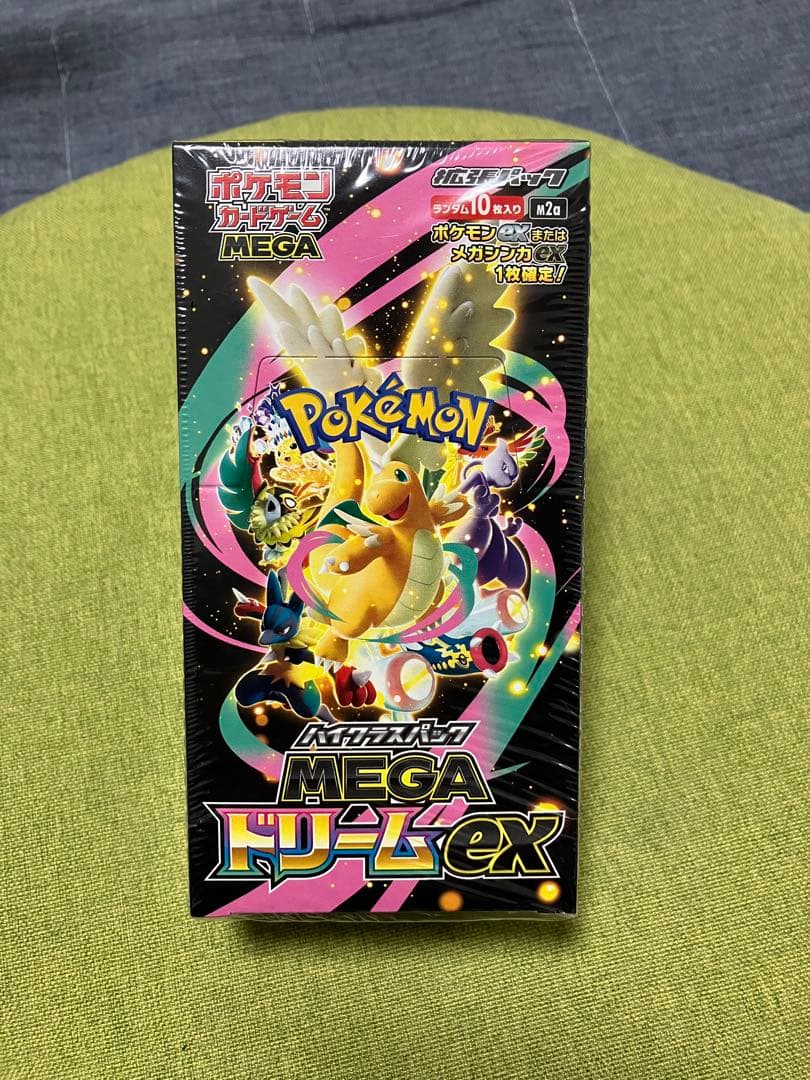 ポケモン
カードゲーム
MEGA
拡張パック
ランダム10枚入り M2a
ポケモンexまたは
メガシンカex
1枚確定!
POKéMON
TM
ハイクラスパック
MEGA
ドリームex